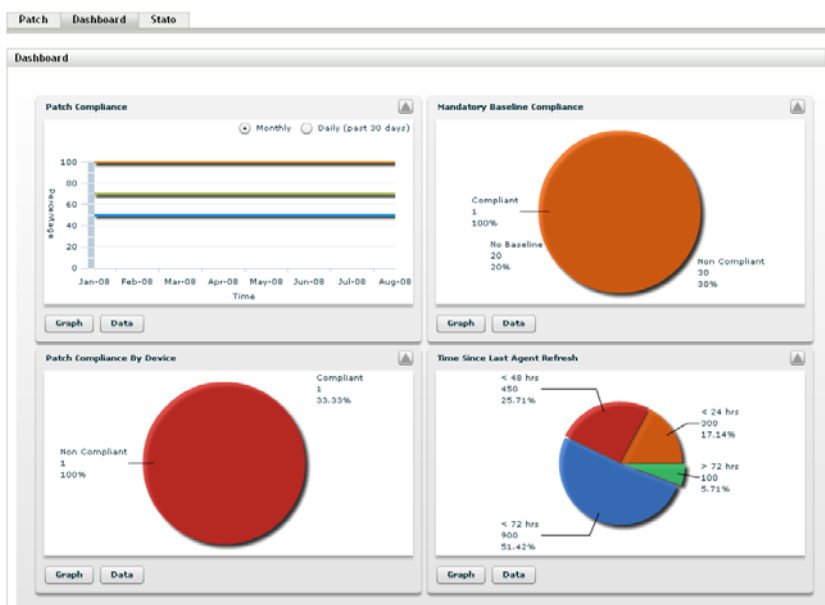 Patch Dashboard Stato
Dashboard
Patch Compliance
Monthly Daily (past 30 days)
100
80
60
40
20
0
Percentage
Jan-08 Feb-08 Mar-08 Apr-08 May-08 Jun-08 Jul-08 Aug-08
Time
Graph Data
Mandatory Baseline Compliance
Compliant
1
100%
No Baseline
20
20%
Non Compliant
30
30%
Graph Data
Patch Compliance By Device
Compliant
1
33.33%
Non Compliant
1
100%
Graph Data
Time Since Last Agent Refresh
< 48 hrs
450
25.71%
< 24 hrs
300
17.14%
> 72 hrs
100
5.71%
< 72 hrs
900
51.42%
Graph Data